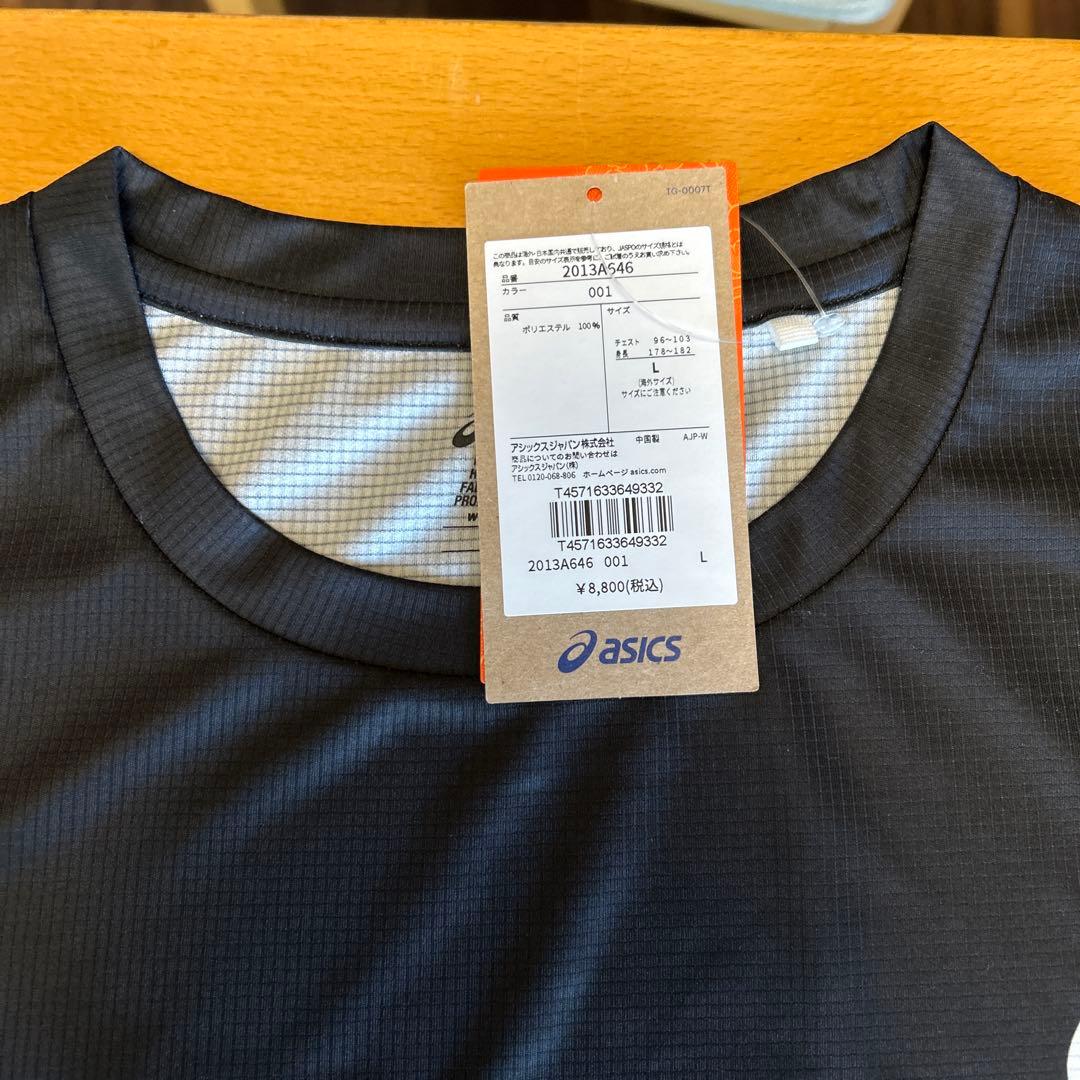 TG-0007T
この商品は海外・日本国内共通で販売しており、JASPOのサイズ規格とは
異なります。目安のサイズ表示を参考に、ご試着のうえお買い求め下さい。
品番 2013A646
カラー 001
品質
ポリエステル 100%
サイズ
チェスト 96~103
身長 178~182
L
(海外サイズ)
サイズにご注意ください
アシックスジャパン株式会社 中国製 AJP-W
商品についてのお問い合わせは
アシックスジャパン(株)
TEL 0120-068-806 ホームページ asics.com
T4571633649332
T4571633649332
2013A646 001 L
¥8,800(税込)
asics